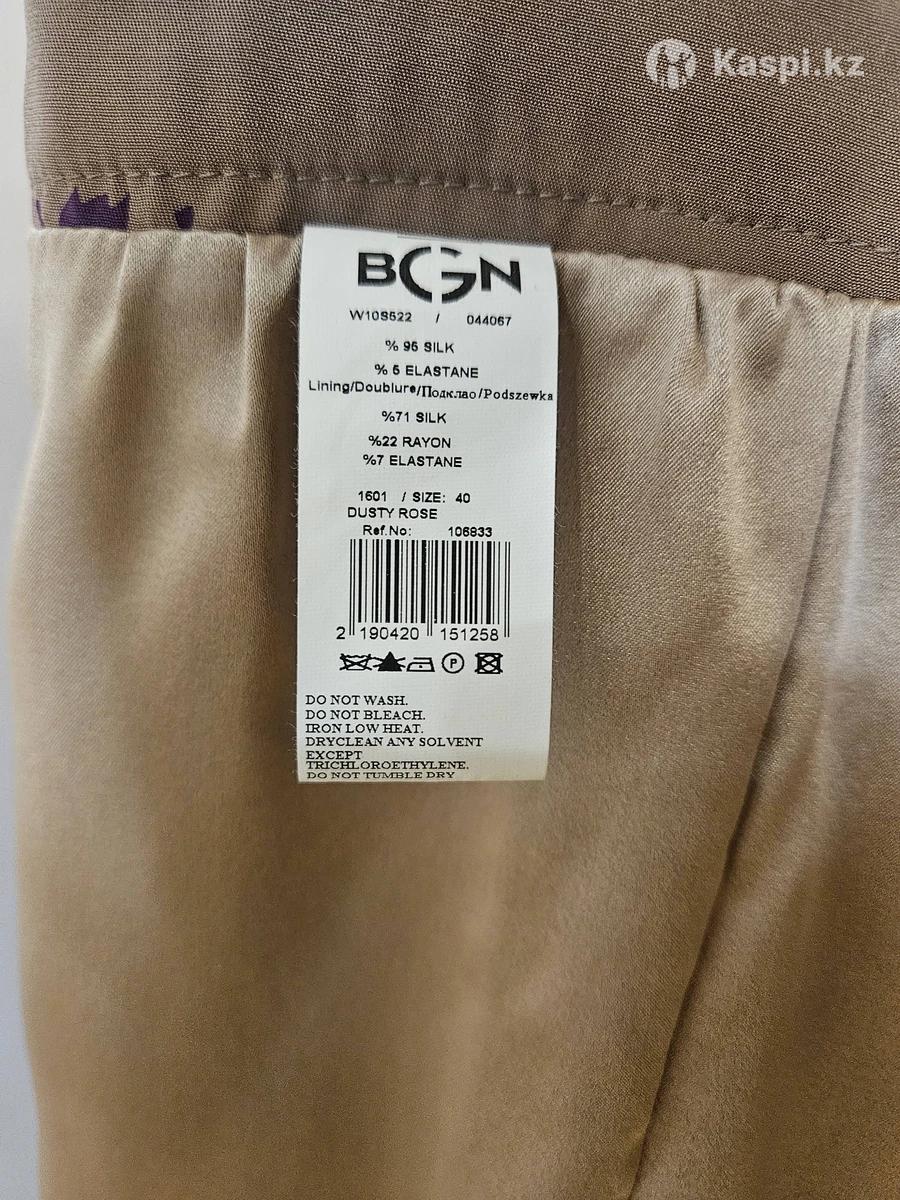 Kaspi.kz
BGN
W10S522 / 044067
% 95 SILK
% 5 ELASTANE
Lining/Doublure/Подклао/Podszewka
%71 SILK
%22 RAYON
%7 ELASTANE
1601 / SIZE: 40
DUSTY ROSE
Ref.No: 106833
2 190420 151258
P
DO NOT WASH.
DO NOT BLEACH.
IRON LOW HEAT.
DRYCLEAN ANY SOLVENT
EXCEPT
TRICHLOROETHYLENE.
DO NOT TUMBLE DRY